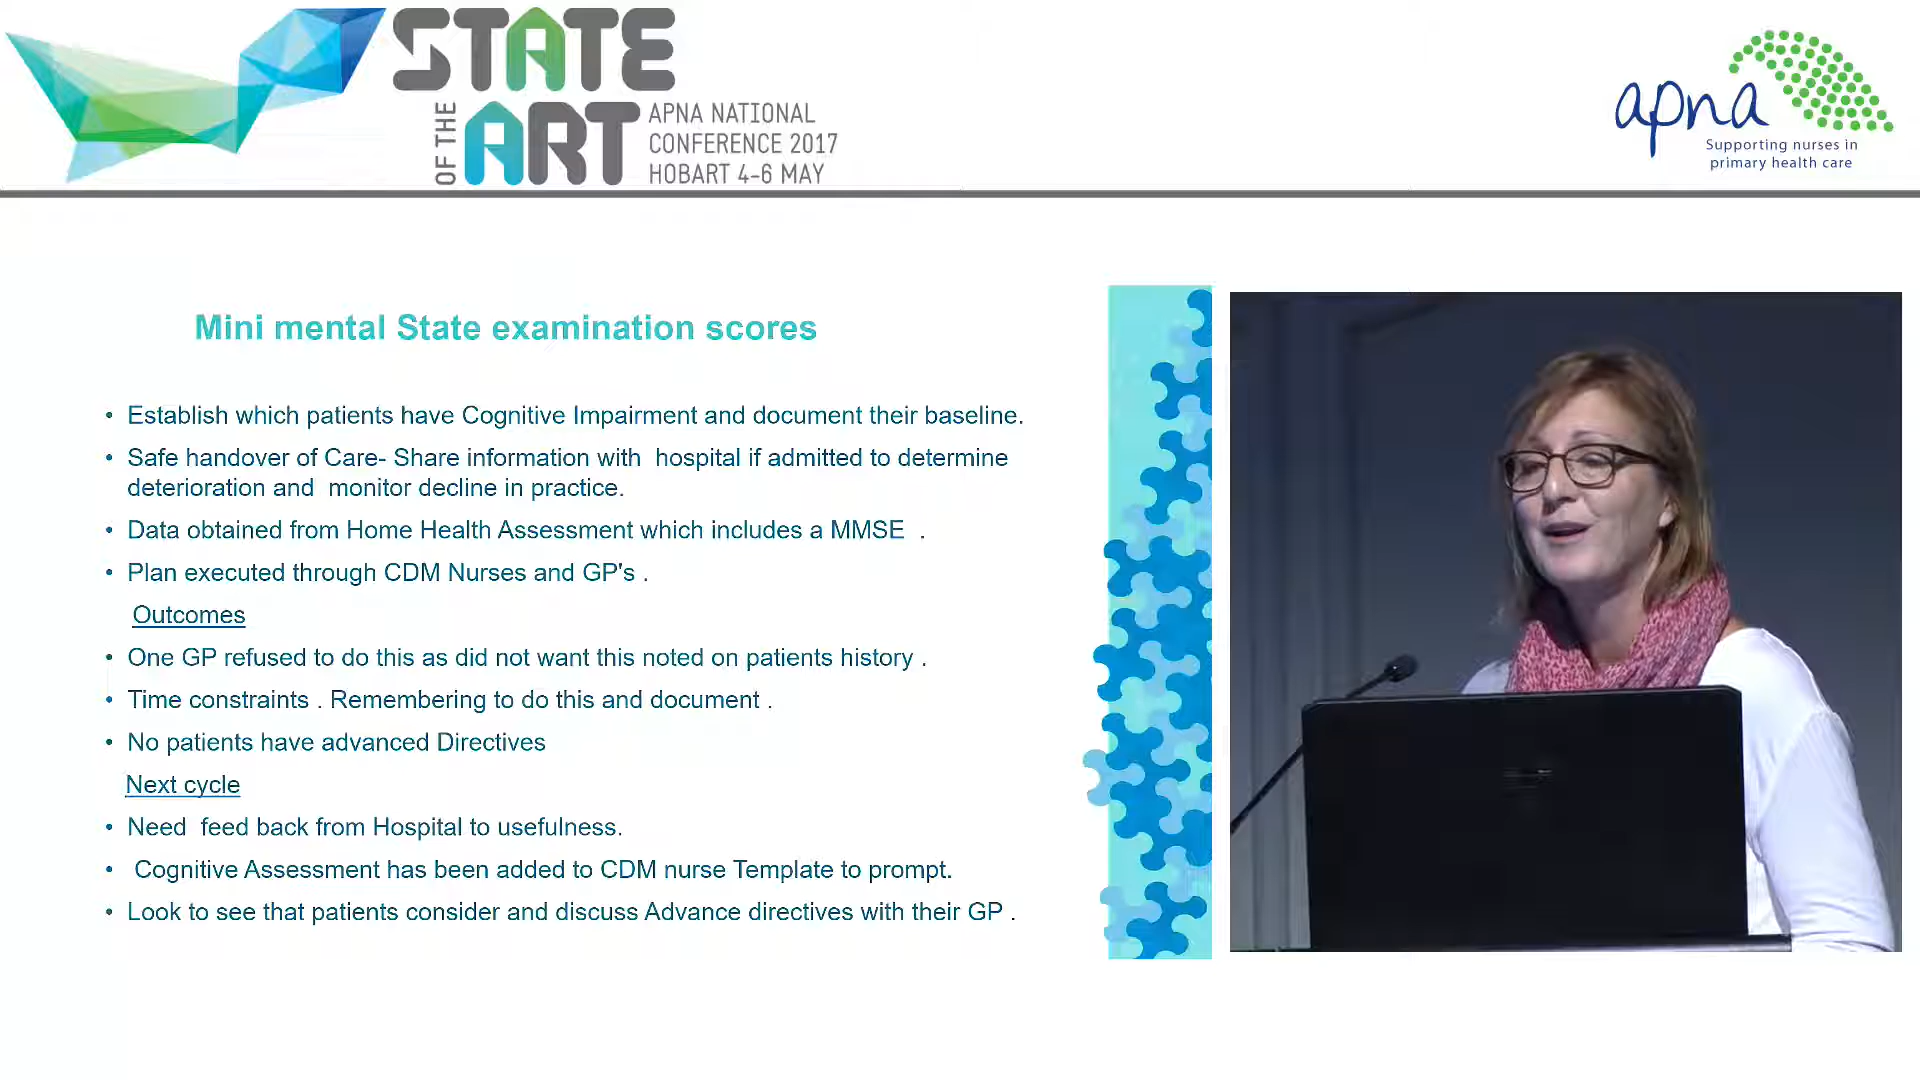 STATE
OF THE
ART
APNA NATIONAL
CONFERENCE 2017
HOBART 4-6 MAY
apna
Supporting nurses in
primary health care
Mini mental State examination scores
• Establish which patients have Cognitive Impairment and document their baseline.
• Safe handover of Care- Share information with hospital if admitted to determine
deterioration and monitor decline in practice.
• Data obtained from Home Health Assessment which includes a MMSE .
• Plan executed through CDM Nurses and GP's .
Outcomes
• One GP refused to do this as did not want this noted on patients history .
• Time constraints . Remembering to do this and document .
• No patients have advanced Directives
Next cycle
• Need feed back from Hospital to usefulness.
• Cognitive Assessment has been added to CDM nurse Template to prompt.
• Look to see that patients consider and discuss Advance directives with their GP .